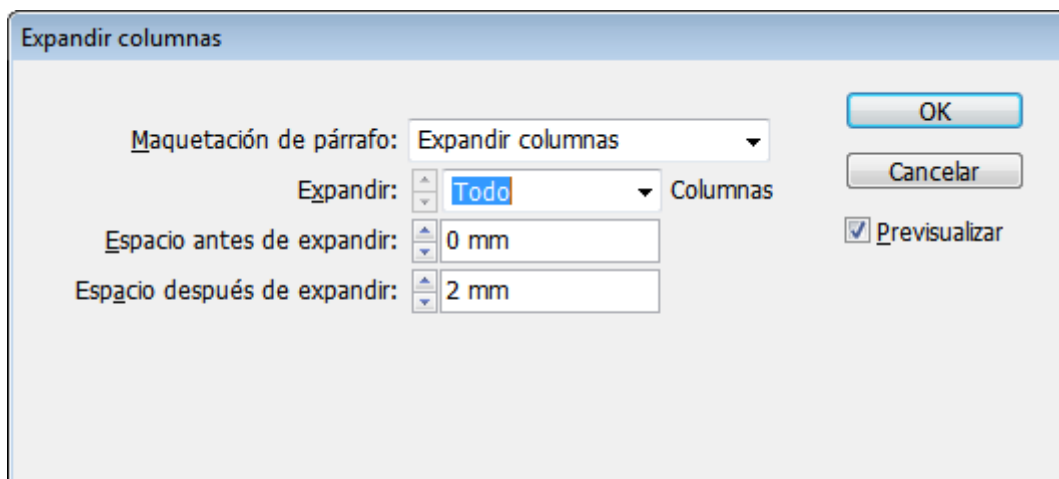 Expandir columnas
Maquetación de párrafo: Expandir columnas
Expandir: Todo Columnas
Espacio antes de expandir: 0 mm
Espacio después de expandir: 2 mm
OK
Cancelar
Previsualizar